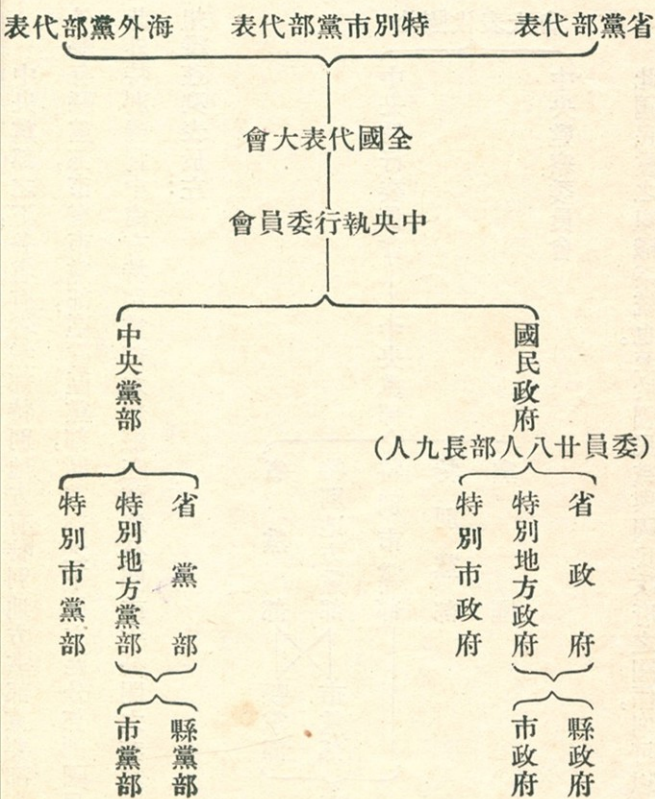 省黨部代表
特別市黨部代表
海外黨部代表
全國代表大會
中央執行委員會
國民政府
(委員廿八人部長九人)
中央黨部
省政府
特別地方政府
特別市政府
省黨部
特別地方黨部
特別市黨部
縣政府
市政府
縣黨部
市黨部